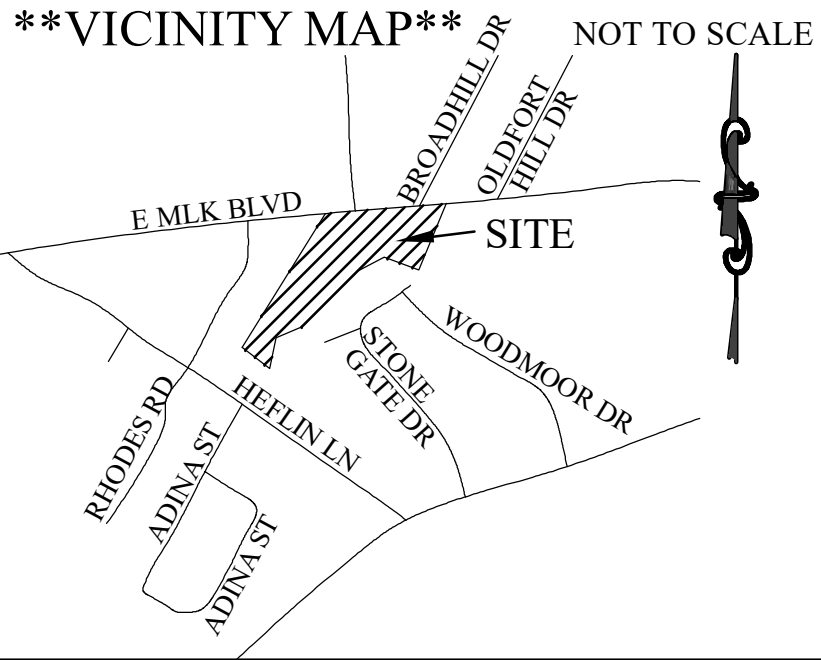 **VICINITY MAP**
NOT TO SCALE
BROADHILL DR
OLDFORT
HILL DR
E MLK BLVD
SITE
WOODMOOR DR
STONE
GATE DR
HEFLIN LN
RHODES RD
ADINA ST
ADINA ST